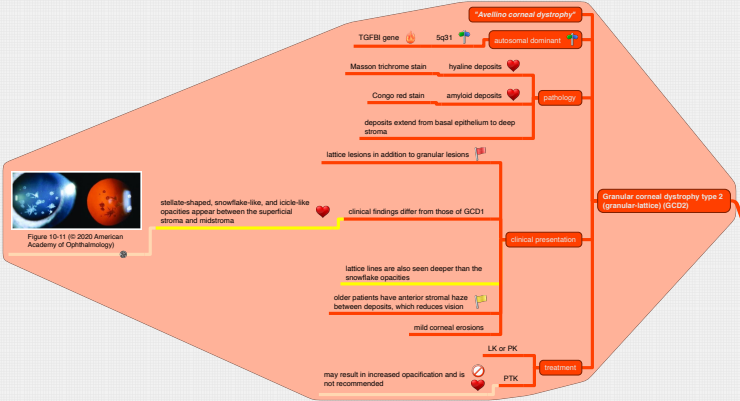 "Avellino corneal dystrophy"
TGFBI gene
5q31
autosomal dominant
Masson trichrome stain
hyaline deposits
Congo red stain
amyloid deposits
pathology
deposits extend from basal epithelium to deep
stroma
lattice lesions in addition to granular lesions
Granular corneal dystrophy type 2
(granular-lattice) (GCD2)
stellate-shaped, snowflake-like, and icicle-like
opacities appear between the superficial
stroma and midstroma
clinical findings differ from those of GCD1
Figure 10-11 (© 2020 American
Academy of Ophthalmology)
clinical presentation
lattice lines are also seen deeper than the
snowflake opacities
older patients have anterior stromal haze
between deposits, which reduces vision
mild corneal erosions
LK or PK
treatment
may result in increased opacification and is
not recommended
PTK